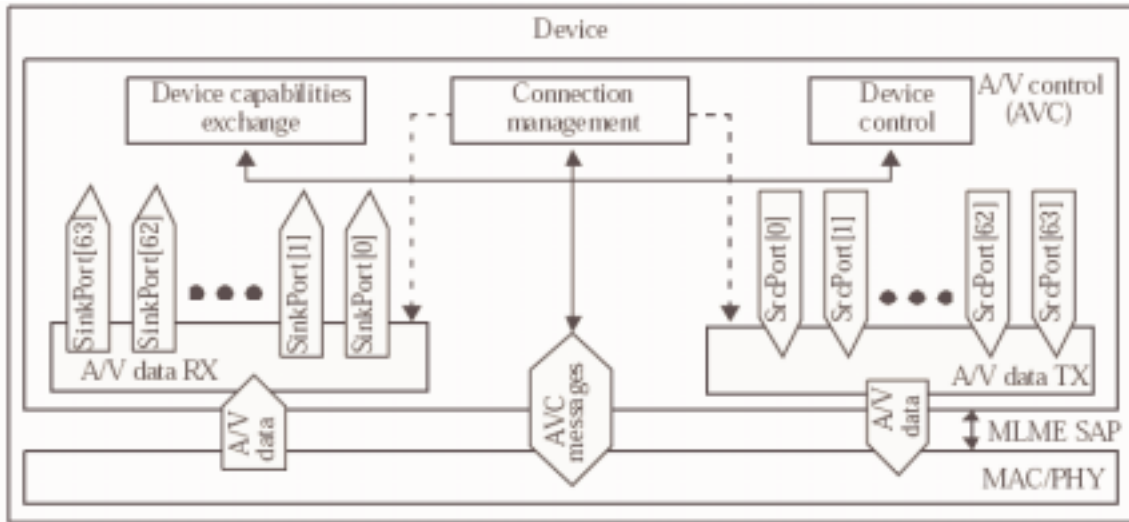 Device
Device capabilities
exchange
Connection
management
Device
control
A/V control
(AVC)
SinkPort[63]
SinkPort[62]
SinkPort[1]
SinkPort[0]
SrcPort[0]
SrcPort[1]
SrcPort[62]
SrcPort[63]
A/V data RX
A/V data TX
A/V
data
AVC
messages
A/V
data
MLME SAP
MAC/PHY